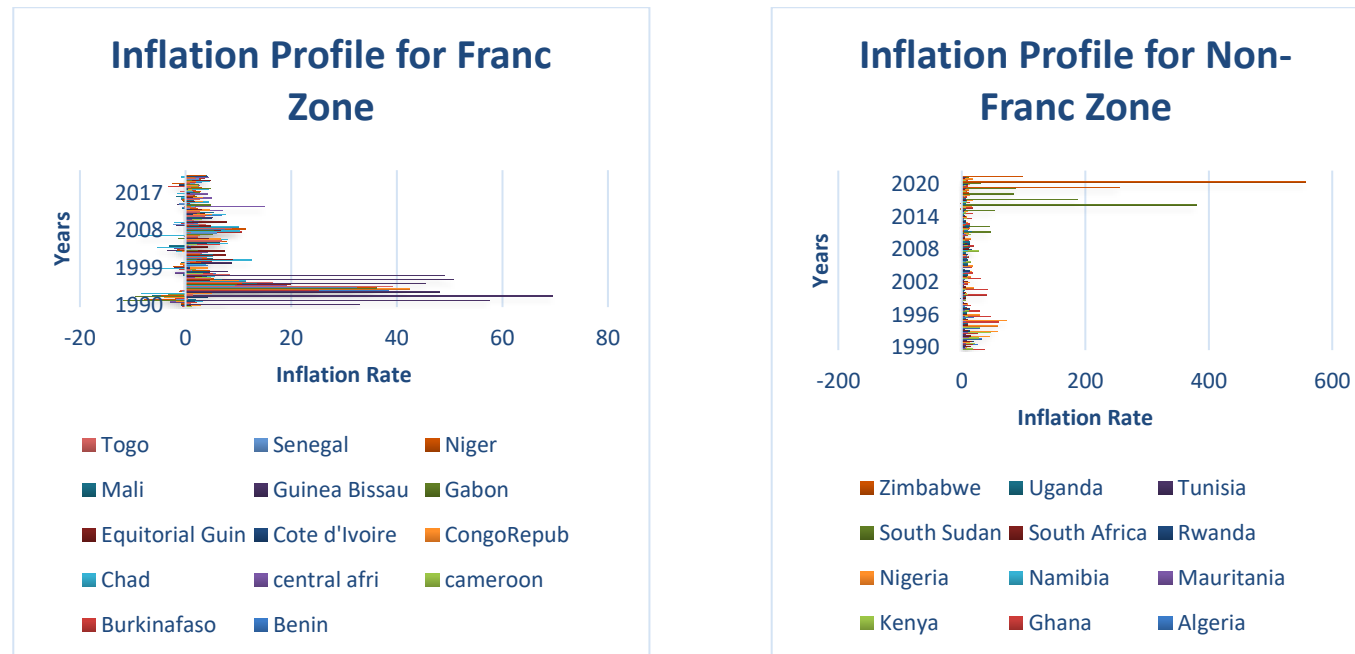 Inflation Profile for Franc
Zone
Years
2017
2008
1999
1990
-20 0 20 40 60 80
Inflation Rate
Togo Senegal Niger
Mali Guinea Bissau Gabon
Equitorial Guin Cote d'Ivoire CongoRepub
Chad central afri cameroon
Burkinafaso Benin
Inflation Profile for Non-
Franc Zone
Years
2020
2014
2008
2002
1996
1990
-200 0 200 400 600
Inflation Rate
Zimbabwe Uganda Tunisia
South Sudan South Africa Rwanda
Nigeria Namibia Mauritania
Kenya Ghana Algeria